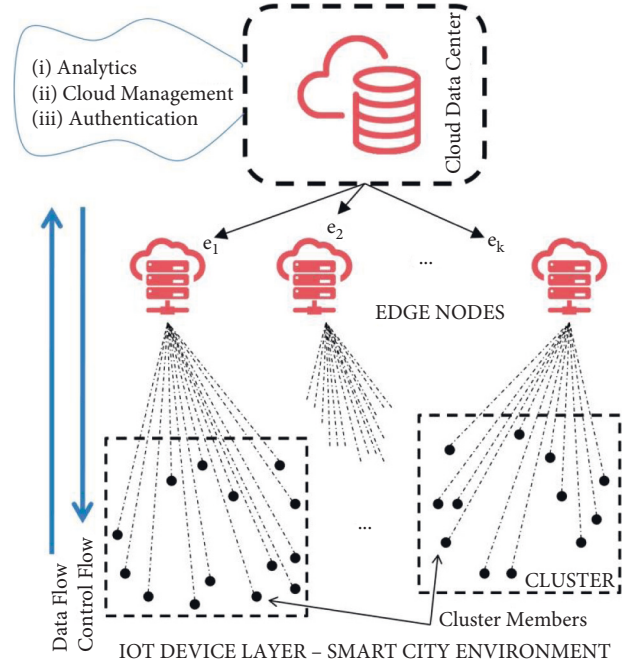 (i) Analytics
(ii) Cloud Management
(iii) Authentication
Cloud Data Center
e1
e2
...
ek
EDGE NODES
...
CLUSTER
Cluster Members
Data Flow
Control Flow
IOT DEVICE LAYER – SMART CITY ENVIRONMENT